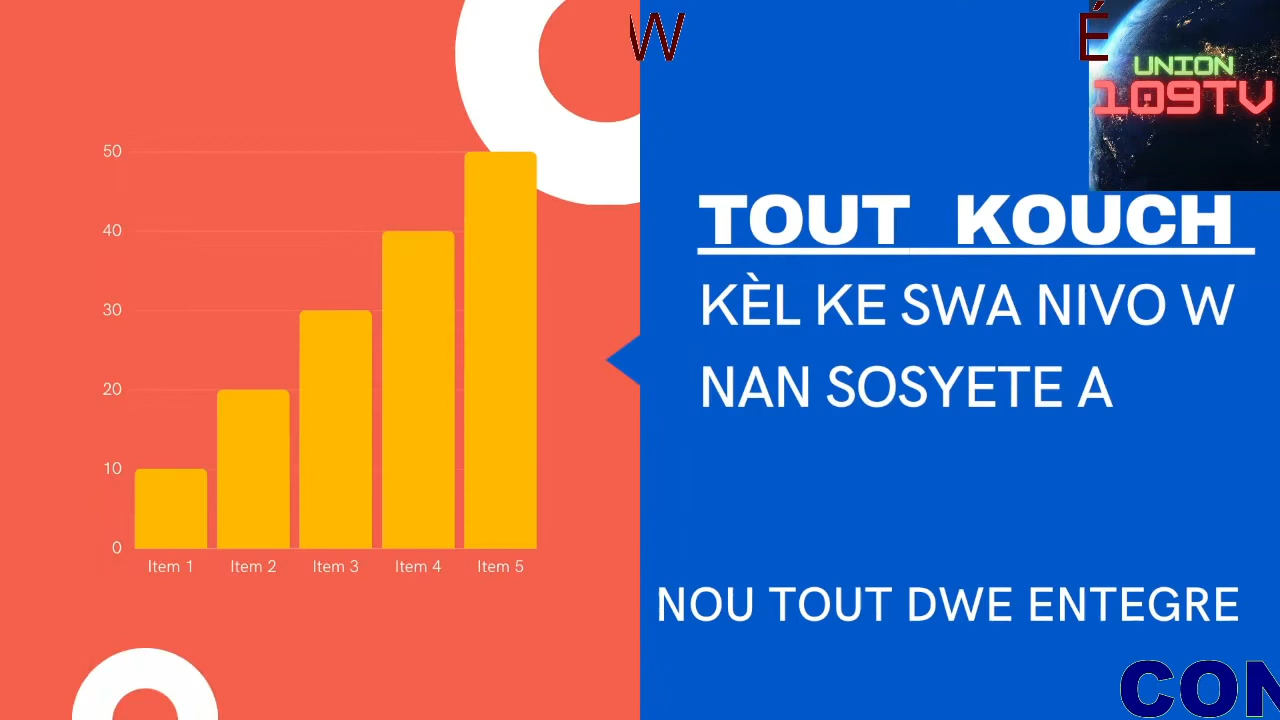 W É
UNION
109TV
50
40
30
20
10
0
Item 1 Item 2 Item 3 Item 4 Item 5
TOUT KOUCH
KÈL KE SWA NIVO W
NAN SOSYETE A
NOU TOUT DWE ENTEGRE
CON